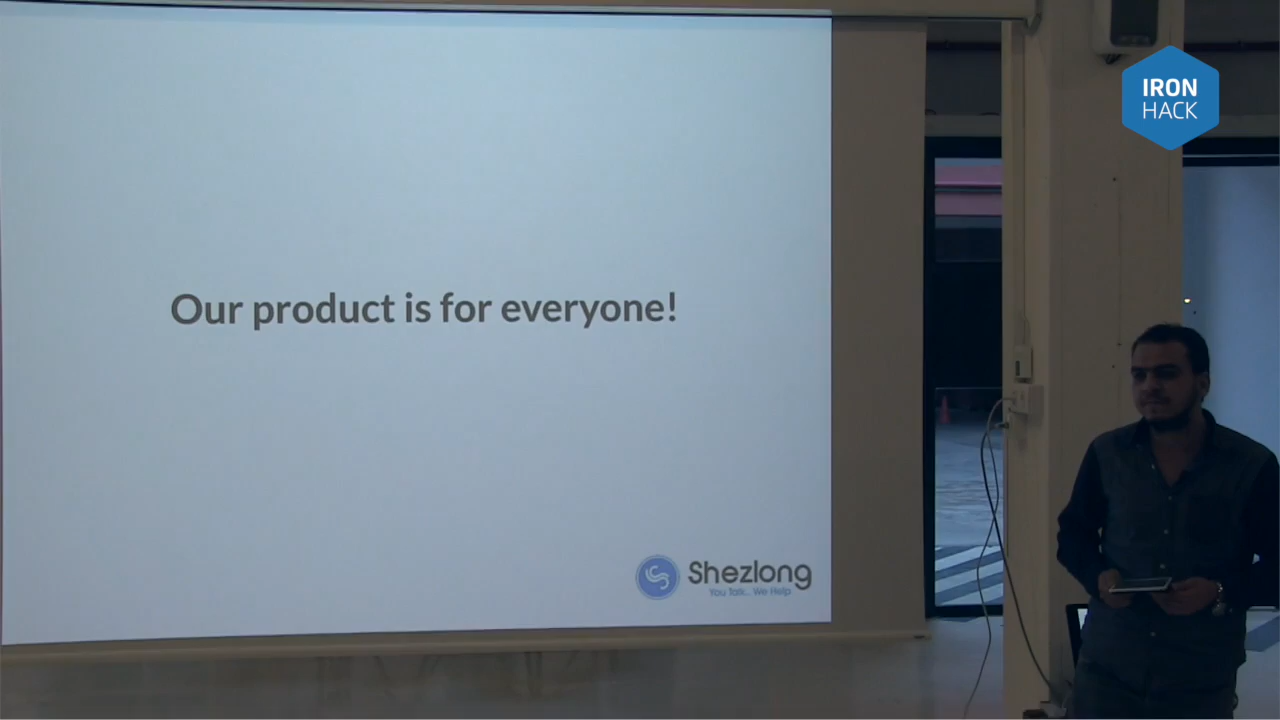 IRON
HACK
Our product is for everyone!
Shezlong
You Talk.. We Help